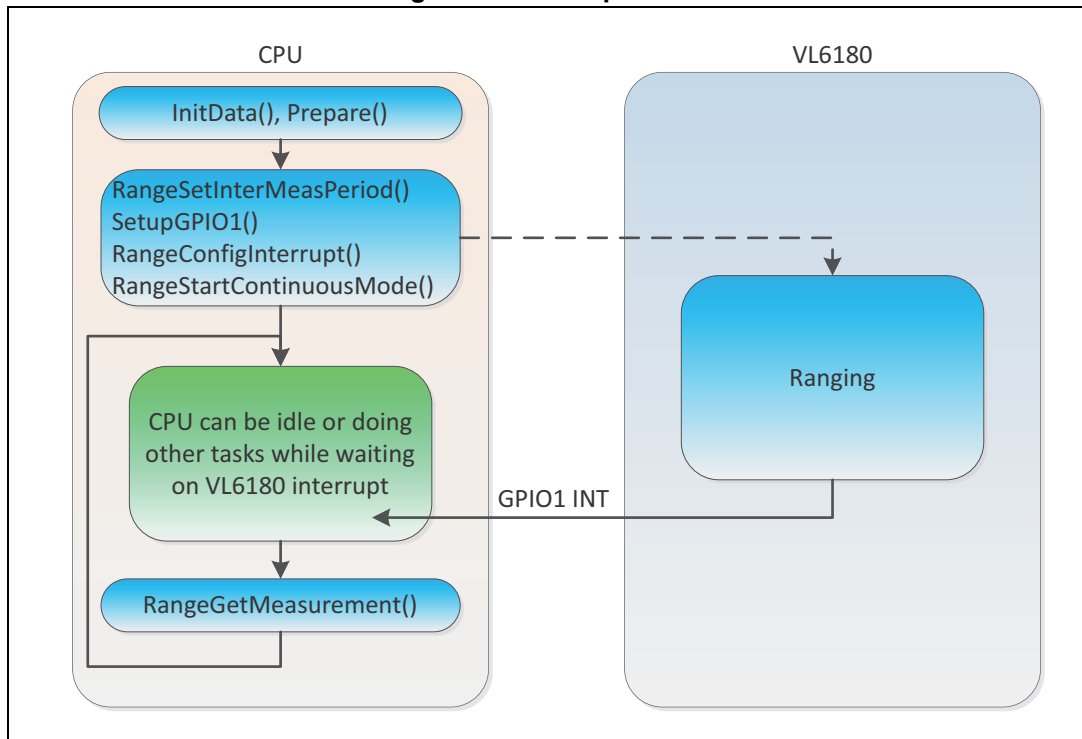 CPU
VL6180
InitData(), Prepare()
RangeSetInterMeasPeriod()
SetupGPIO1()
RangeConfigInterrupt()
RangeStartContinuousMode()
Ranging
CPU can be idle or doing
other tasks while waiting
on VL6180 interrupt
GPIO1 INT
RangeGetMeasurement()